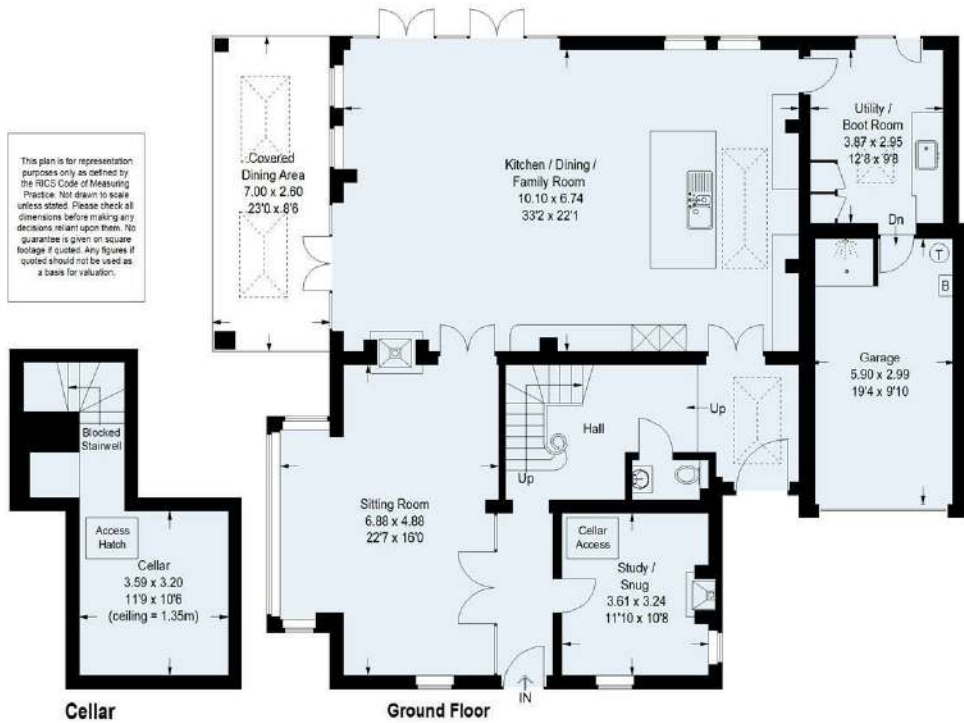 This plan is for representation
purposes only as defined by
the RICS Code of Measuring
Practice. Not drawn to scale
unless stated. Please check all
dimensions before making any
decisions reliant upon them. No
guarantee is given on square
footage if quoted. Any figures if
quoted should not be used as
a basis for valuation.
Covered
Dining Area
7.00 x 2.60
23'0 x 8'6
Kitchen / Dining /
Family Room
10.10 x 6.74
33'2 x 22'1
Utility /
Boot Room
3.87 x 2.95
12'8 x 9'8
Dn
T
B
Garage
5.90 x 2.99
19'4 x 9'10
Blocked
Stairwell
Access
Hatch
Cellar
3.59 x 3.20
11'9 x 10'6
(ceiling = 1.35m)
Hall
Up
Up
Sitting Room
6.88 x 4.88
22'7 x 16'0
Cellar
Access
Study /
Snug
3.61 x 3.24
11'10 x 10'8
IN
Cellar
Ground Floor